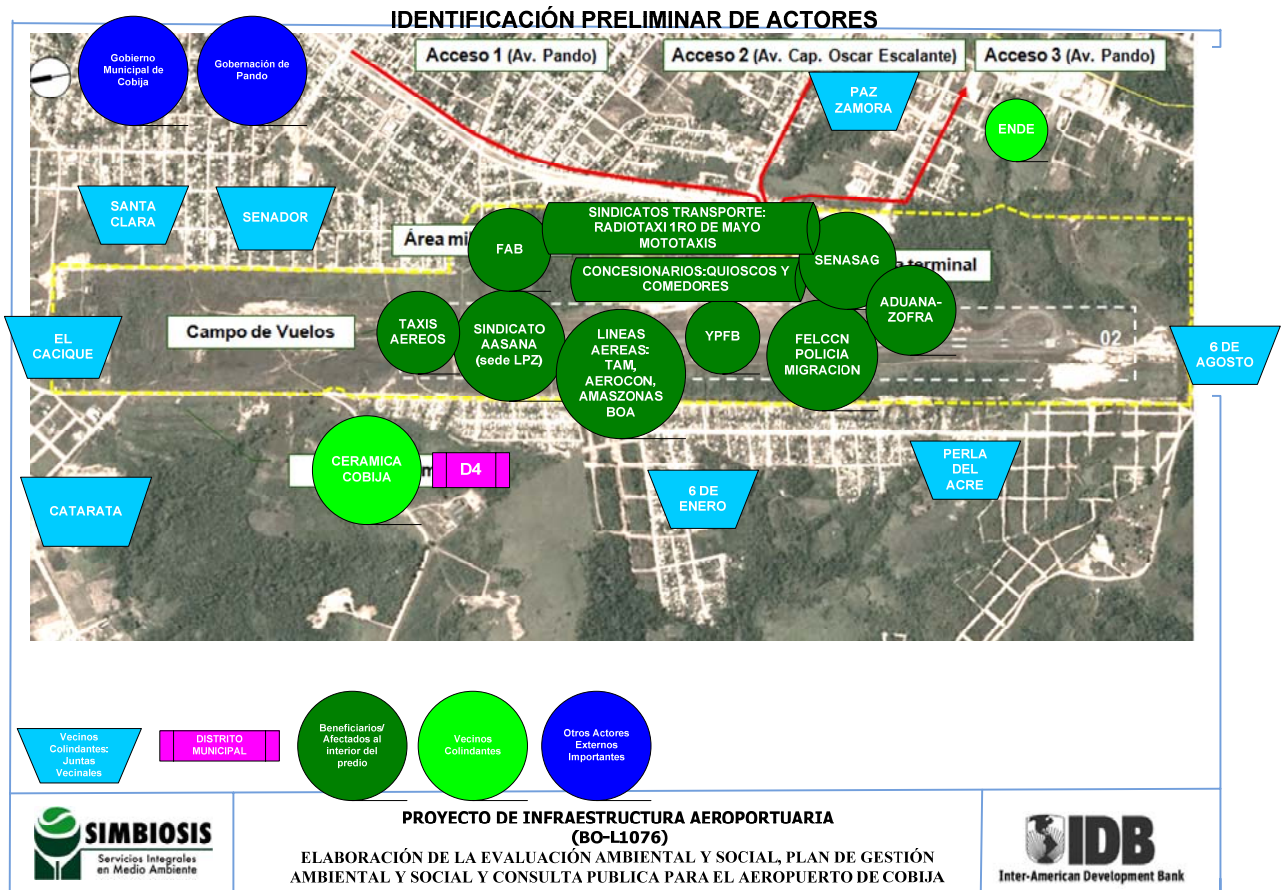 IDENTIFICACIÓN PRELIMINAR DE ACTORES
Gobierno
Municipal de
Cobija
Gobernación de
Pando
Acceso 1 (Av. Pando)
Acceso 2 (Av. Cap. Oscar Escalante)
Acceso 3 (Av. Pando)
PAZ
ZAMORA
ENDE
SANTA
CLARA
SENADOR
Área mi
FAB
SINDICATOS TRANSPORTE:
RADIOTAXI 1RO DE MAYO
MOTOTAXIS
CONCESIONARIOS:QUIOSCOS Y
COMEDORES
SENASAG
terminal
ADUANA-
ZOFRA
EL
CACIQUE
Campo de Vuelos
TAXIS
AEREOS
SINDICATO
AASANA
(sede LPZ)
LINEAS
AEREAS:
TAM,
AEROCON,
AMASZONAS
BOA
YPFB
FELCCN
POLICIA
MIGRACION
02
6 DE
AGOSTO
CERAMICA
COBIJA
D4
CATARATA
6 DE
ENERO
PERLA
DEL
ACRE
Vecinos
Colindantes:
Juntas
Vecinales
DISTRITO
MUNICIPAL
Beneficiarios/
Afectados al
interior del
predio
Vecinos
Colindantes
Otros Actores
Externos
Importantes
SIMBIOSIS
Servicios Integrales
en Medio Ambiente
PROYECTO DE INFRAESTRUCTURA AEROPORTUARIA
(BO-L1076)
ELABORACIÓN DE LA EVALUACIÓN AMBIENTAL Y SOCIAL, PLAN DE GESTIÓN
AMBIENTAL Y SOCIAL Y CONSULTA PUBLICA PARA EL AEROPUERTO DE COBIJA
IDB
Inter-American Development Bank